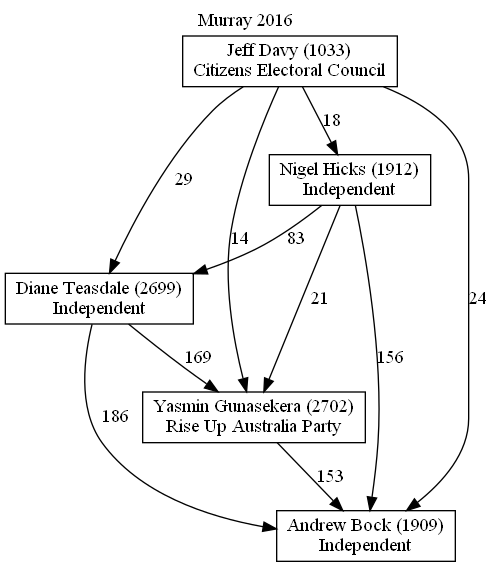 Murray 2016
Jeff Davy (1033)
Citizens Electoral Council
18
Nigel Hicks (1912)
Independent
29
14
83
24
Diane Teasdale (2699)
Independent
21
156
169
Yasmin Gunasekera (2702)
Rise Up Australia Party
186
153
Andrew Bock (1909)
Independent